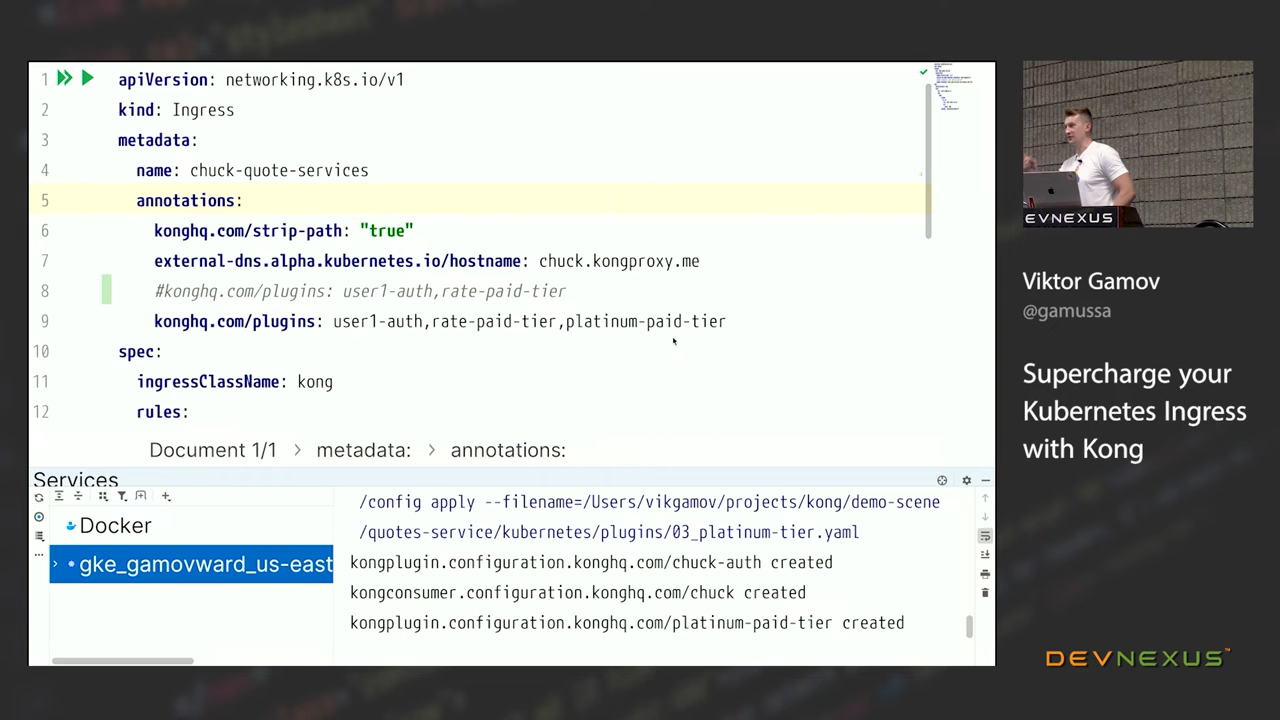 1 apiVersion: networking.k8s.io/v1
2 kind: Ingress
3 metadata:
4 name: chuck-quote-services
5 annotations:
6 konghq.com/strip-path: "true"
7 external-dns.alpha.kubernetes.io/hostname: chuck.kongproxy.me
8 #konghq.com/plugins: user1-auth,rate-paid-tier
9 konghq.com/plugins: user1-auth,rate-paid-tier,platinum-paid-tier
10 spec:
11 ingressClassName: kong
12 rules:
Document 1/1 > metadata: > annotations:
Services
Docker
gke_gamovward_us-east
/config apply --filename=/Users/vikgamov/projects/kong/demo-scene
/quotes-service/kubernetes/plugins/03_platinum-tier.yaml
kongplugin.configuration.konghq.com/chuck-auth created
kongconsumer.configuration.konghq.com/chuck created
kongplugin.configuration.konghq.com/platinum-paid-tier created
EVNEXUS
Viktor Gamov
@gamussa
Supercharge your
Kubernetes Ingress
with Kong
DEVNEXUS™